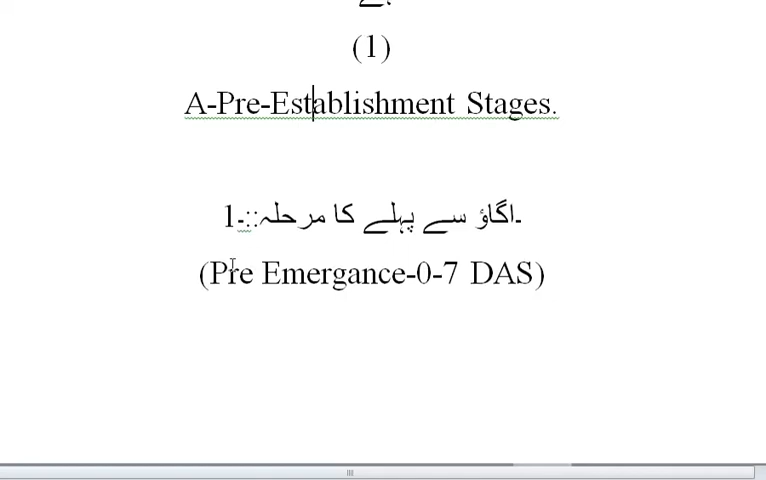 (1)
A-Pre-Establishment Stages.
1۔::اگاؤ سے پہلے کا مرحلہ۔
(Pre Emergance-0-7 DAS)